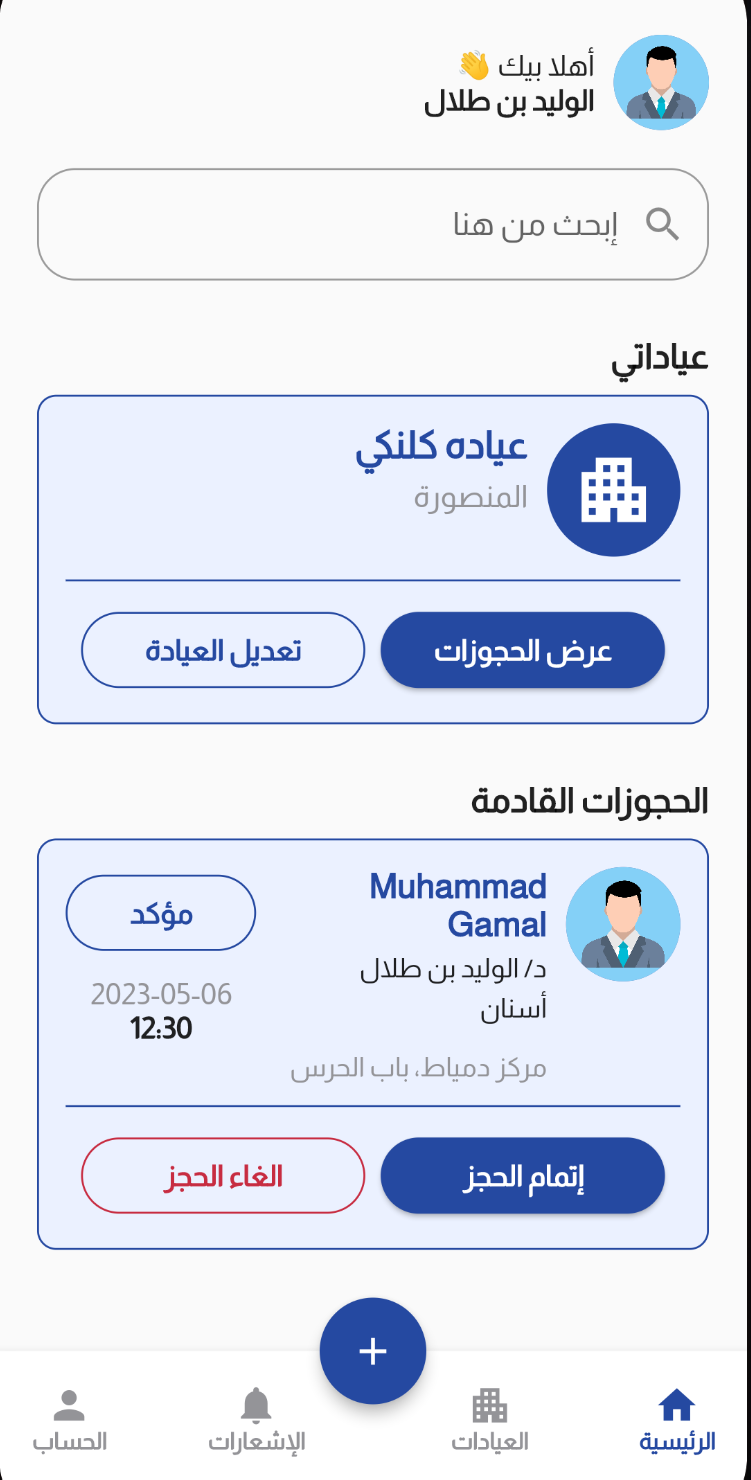 أهلا بيك 👋
الوليد بن طلال
إبحث من هنا
عياداتي
عياده كلنكي
المنصورة
عرض الحجوزات
تعديل العيادة
الحجوزات القادمة
Muhammad
Gamal
د/ الوليد بن طلال
أسنان
مركز دمياط، باب الحرس
مؤكد
2023-05-06
12:30
إتمام الحجز
الغاء الحجز
الرئيسية
العيادات
الإشعارات
الحساب